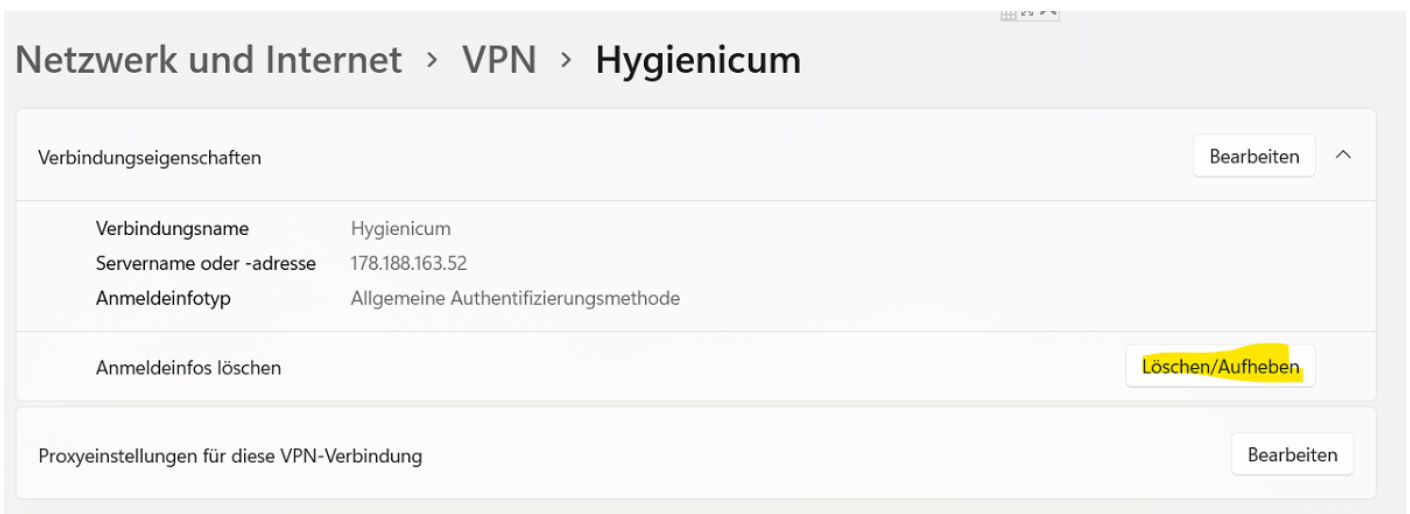 Netzwerk und Internet > VPN > Hygienicum
Verbindungseigenschaften Bearbeiten
Verbindungsname Hygienicum
Servername oder -adresse 178.188.163.52
Anmeldeinfotyp Allgemeine Authentifizierungsmethode
Anmeldeinfos löschen Löschen/Aufheben
Proxyeinstellungen für diese VPN-Verbindung Bearbeiten